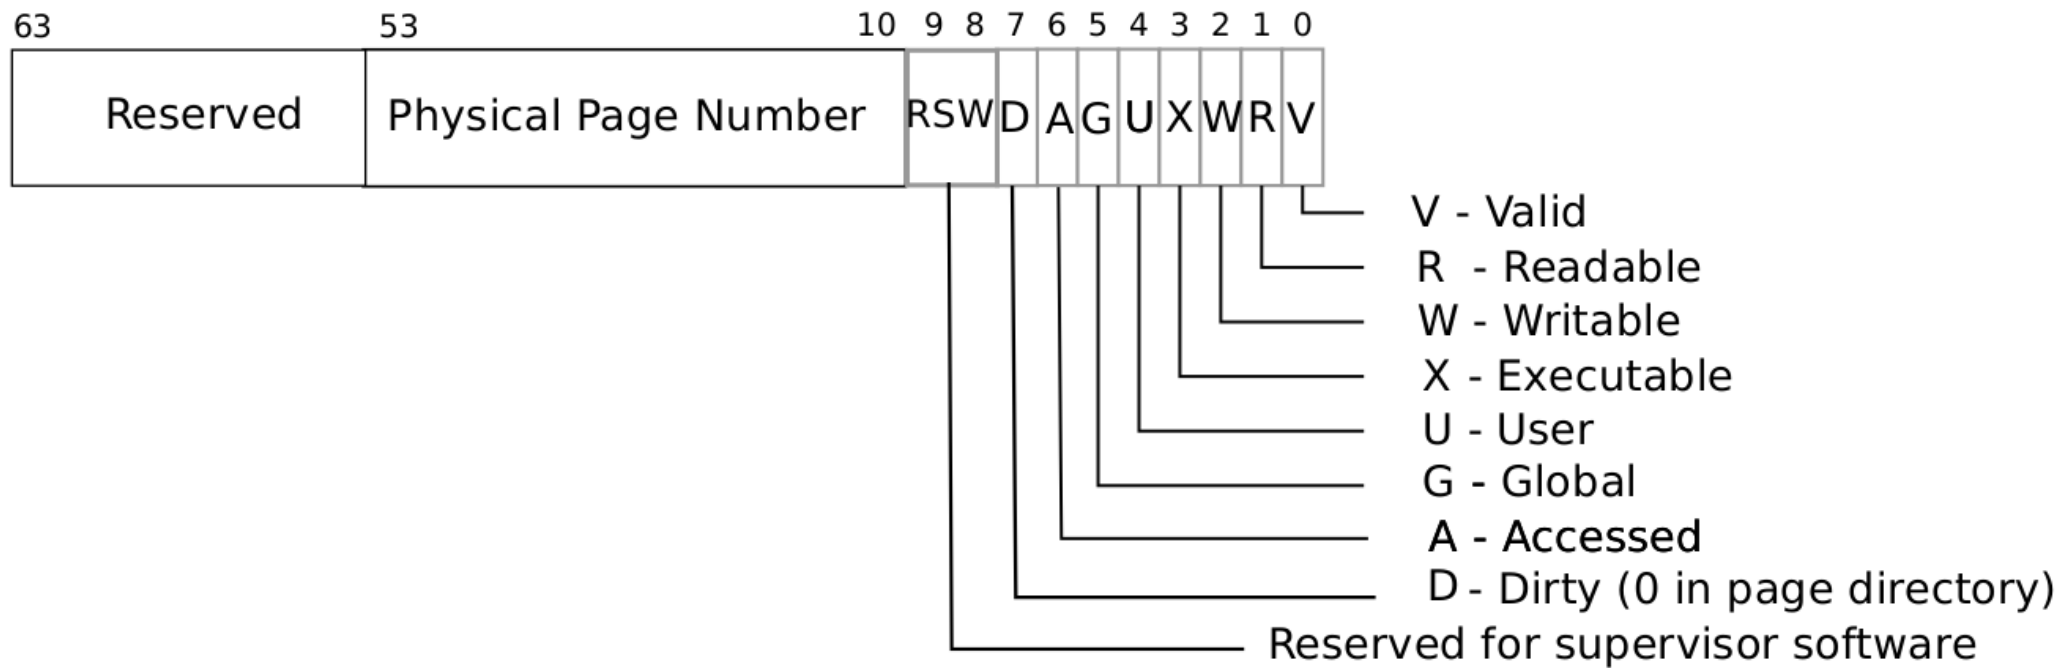 63 53 10 9 8 7 6 5 4 3 2 1 0
Reserved Physical Page Number RSW D A G U X W R V
V - Valid
R - Readable
W - Writable
X - Executable
U - User
G - Global
A - Accessed
D - Dirty (0 in page directory)
Reserved for supervisor software